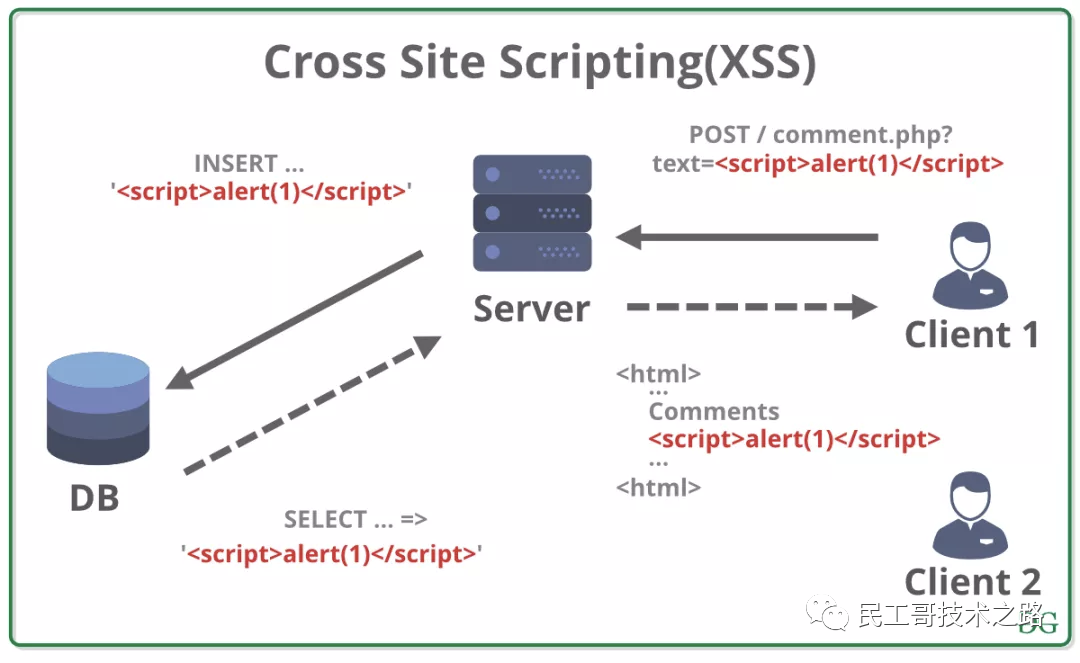 Cross Site Scripting(XSS)
POST / comment.php?
text=<script>alert(1)</script>
INSERT ...
'<script>alert(1)</script>'
Server
Client 1
<html>
...
Comments
<script>alert(1)</script>
...
<html>
DB
SELECT ... =>
'<script>alert(1)</script>'
Client 2
民工哥技术之路